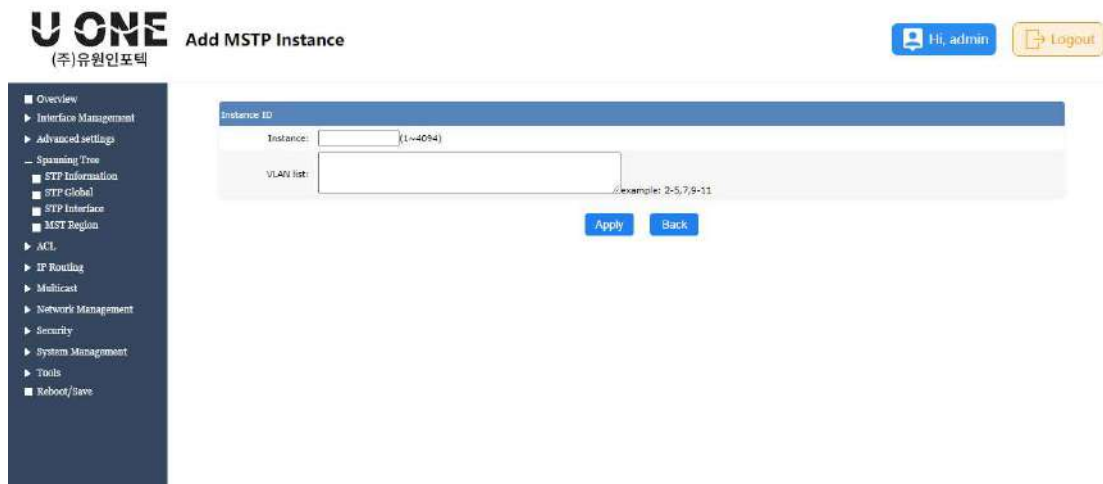 U ONE
(주)유원인포텍
Add MSTP Instance
Hi, admin
Logout
Overview
Interface Management
Advanced settings
Spanning Tree
STP Information
STP Global
STP Interface
MST Region
ACL
IP Routing
Multicast
Network Management
Security
System Management
Tools
Reboot/Save
Instance ID
Instance: (1~4094)
VLAN list: example: 2-5,7,9-11
Apply Back